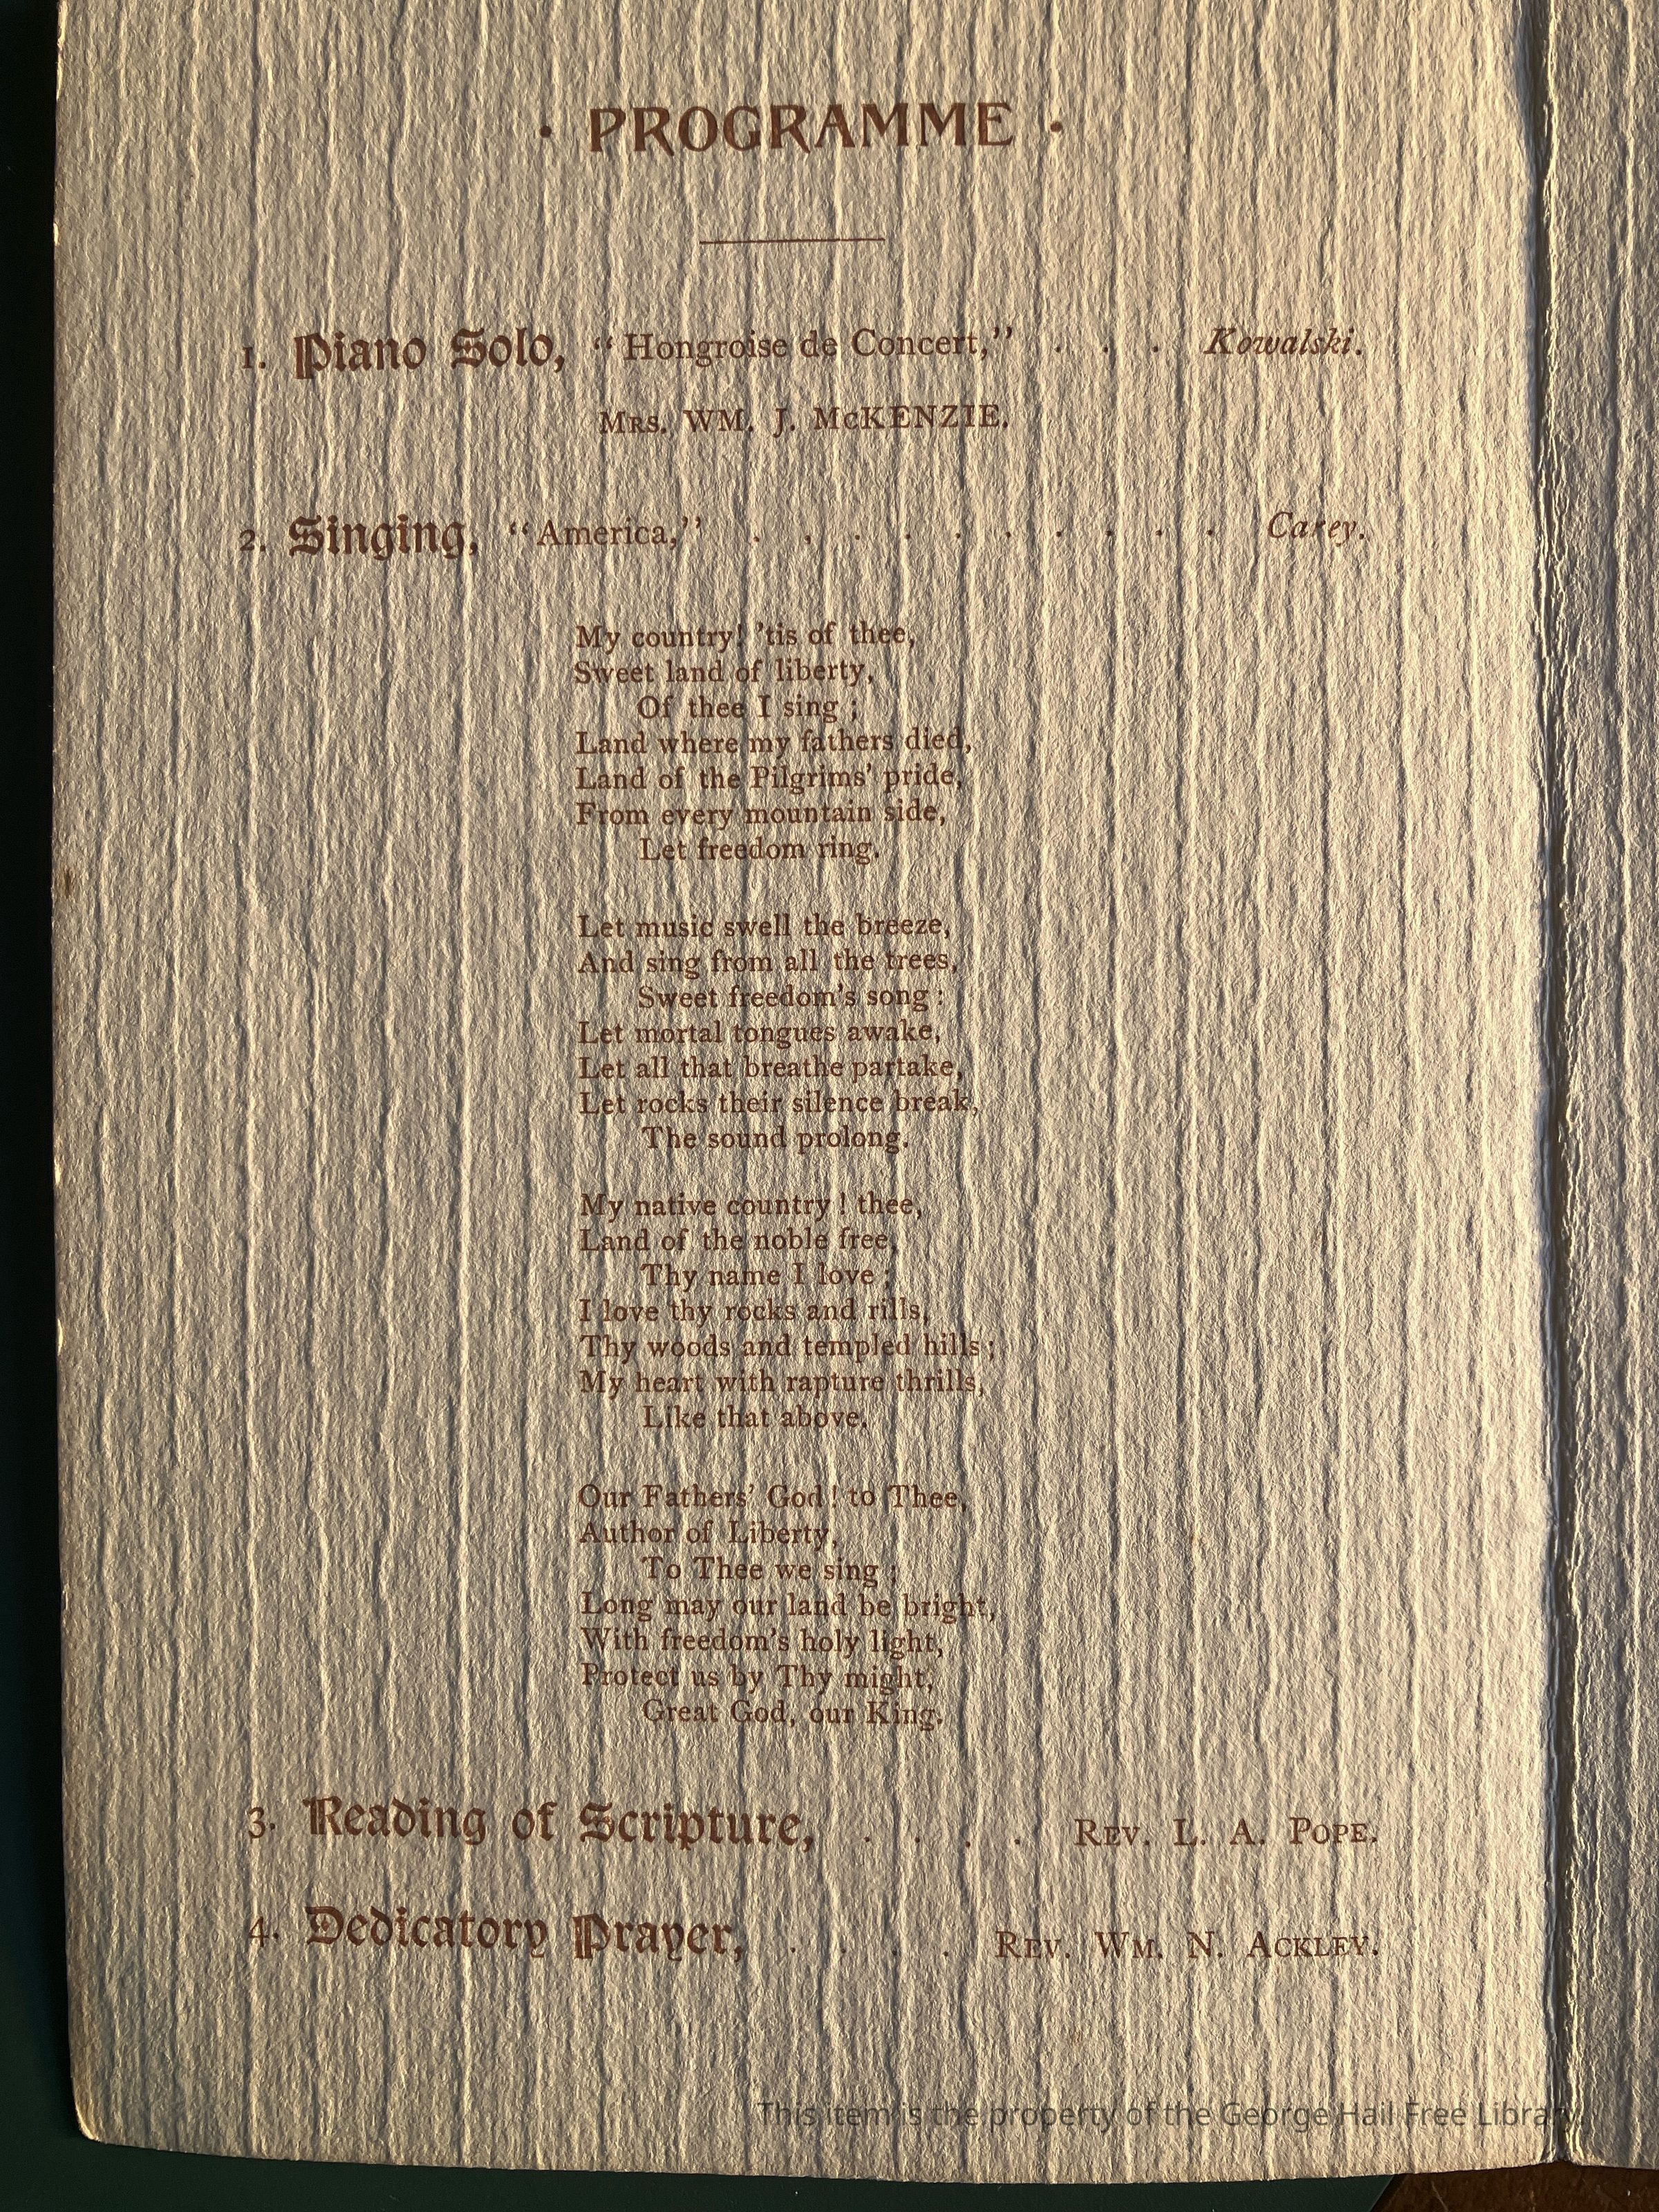 · PROGRAMME ·
1. Piano Solo, “Hongroise de Concert,” . . . Kowalski.
MRS. WM. J. McKENZIE.
2. Singing, “America,” . . . . . . . . . . Carey.
My country! ’tis of thee,
Sweet land of liberty,
Of thee I sing ;
Land where my fathers died,
Land of the Pilgrims’ pride,
From every mountain side,
Let freedom ring.
Let music swell the breeze,
And sing from all the trees,
Sweet freedom’s song :
Let mortal tongues awake,
Let all that breathe partake,
Let rocks their silence break,
The sound prolong.
My native country ! thee,
Land of the noble free,
Thy name I love ;
I love thy rocks and rills,
Thy woods and templed hills ;
My heart with rapture thrills,
Like that above.
Our Fathers’ God ! to Thee,
Author of Liberty,
To Thee we sing ;
Long may our land be bright,
With freedom’s holy light,
Protect us by Thy might,
Great God, our King.
3. Reading of Scripture, . . . . REV. L. A. POPE.
4. Dedicatory Prayer, . . . . REV. WM. N. ACKLEY.
This item is the property of the George Hail Free Library.